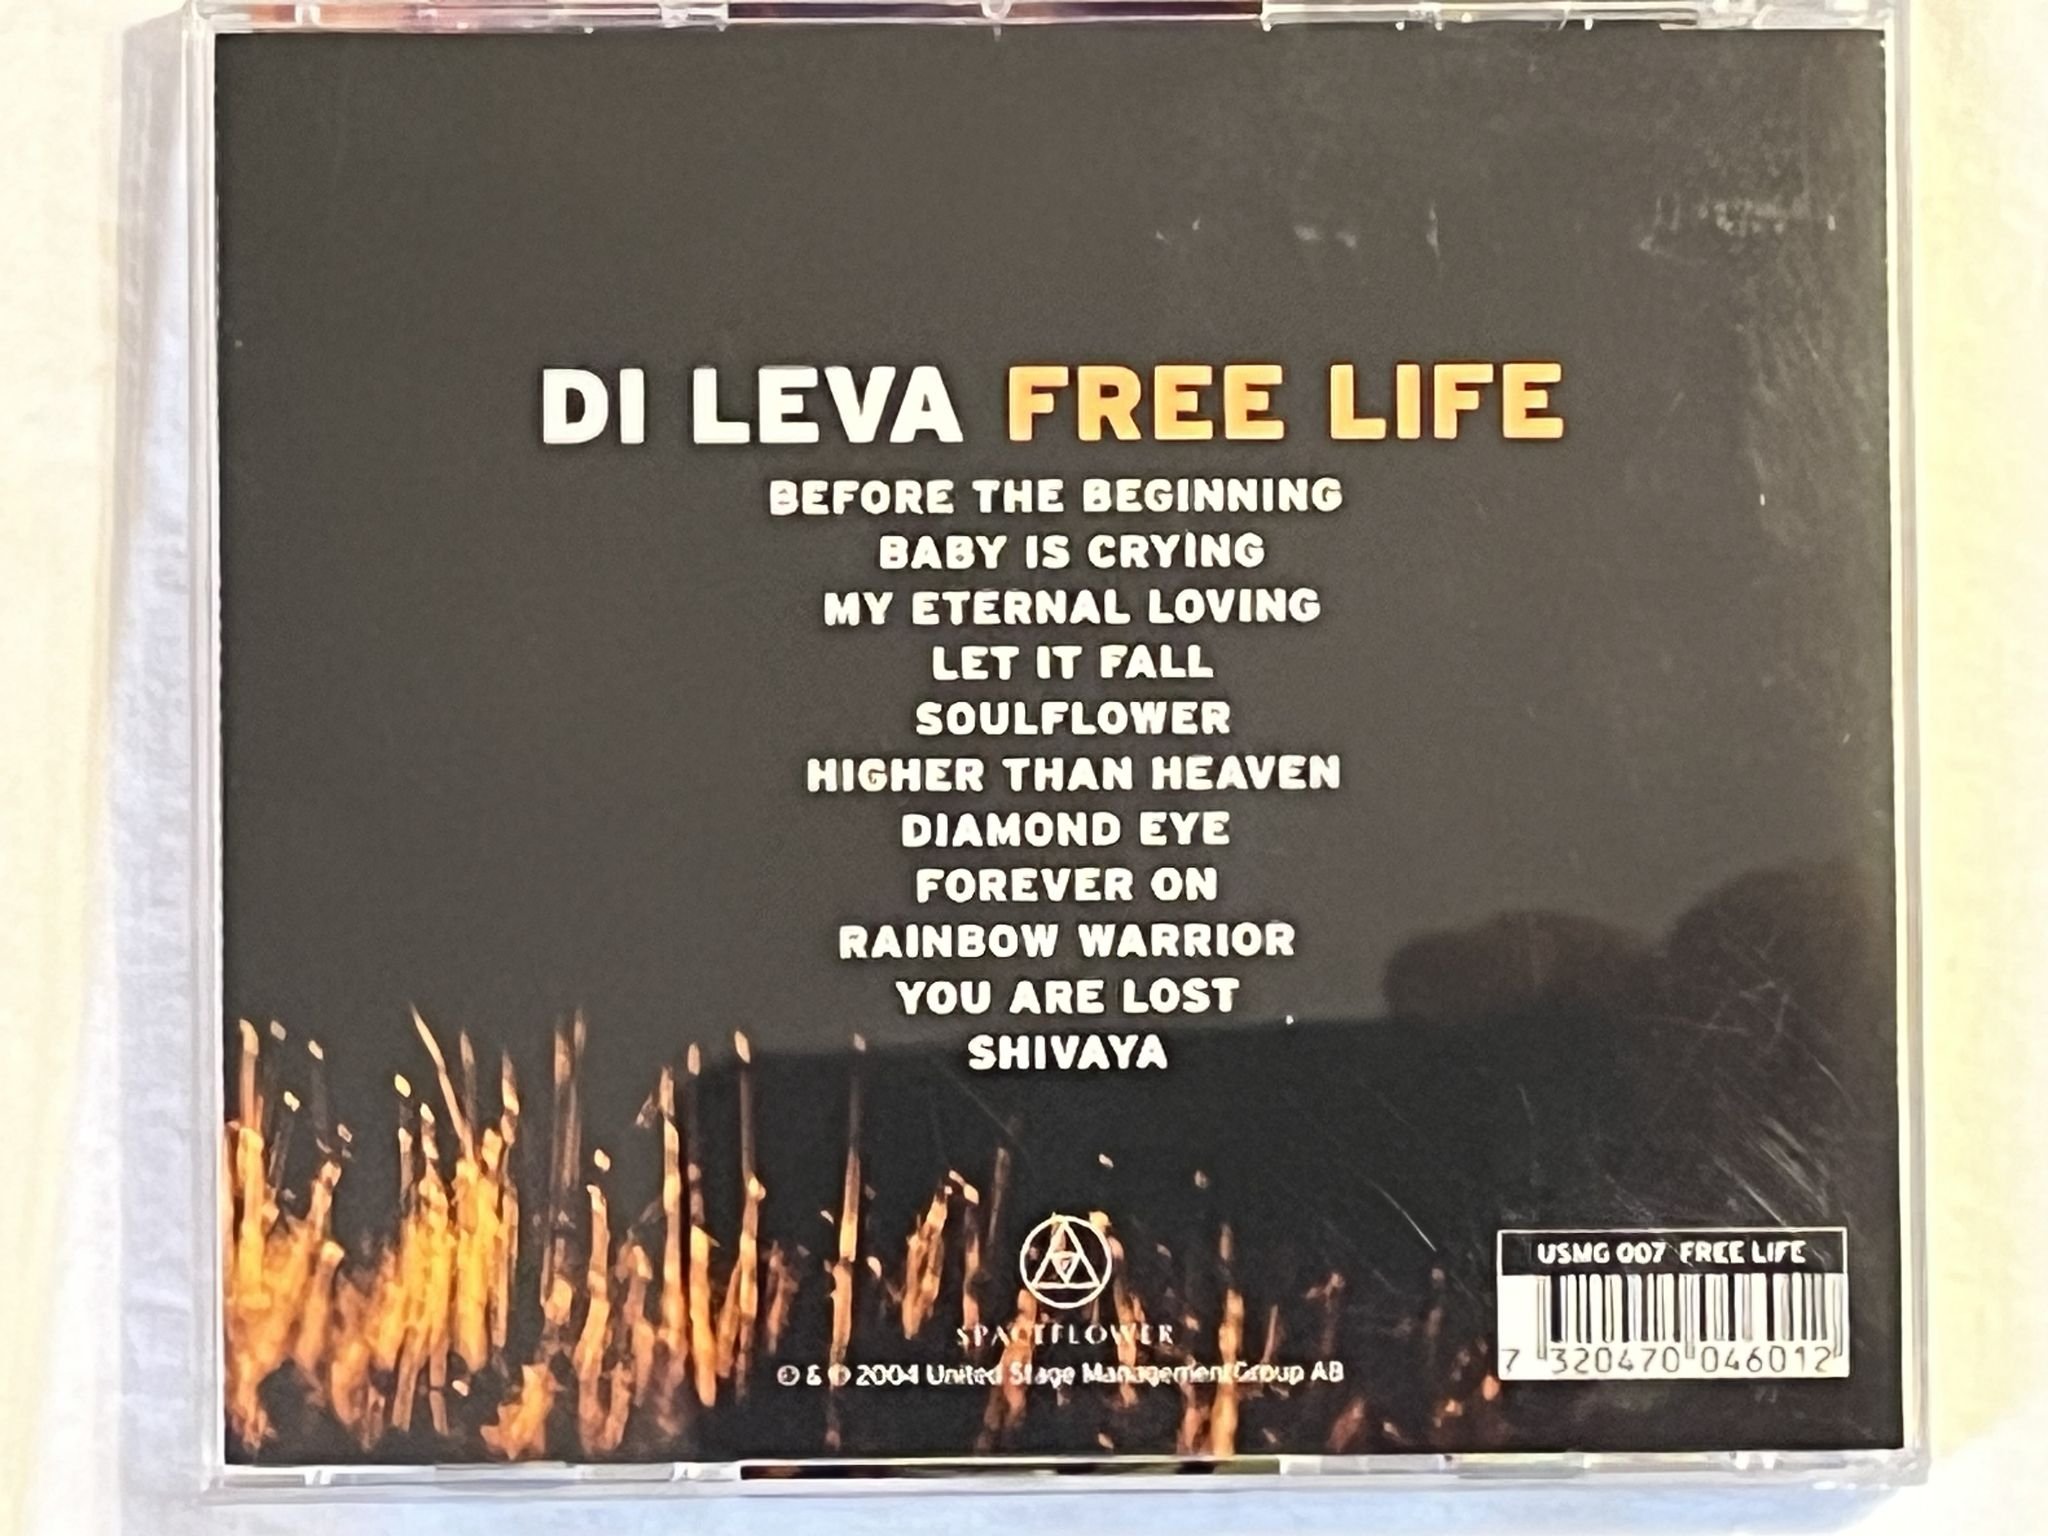 DI LEVA FREE LIFE
BEFORE THE BEGINNING
BABY IS CRYING
MY ETERNAL LOVING
LET IT FALL
SOULFLOWER
HIGHER THAN HEAVEN
DIAMOND EYE
FOREVER ON
RAINBOW WARRIOR
YOU ARE LOST
SHIVAYA
SPACEFLOWER
℗ & © 2004 United Stage Management Group AB
USMG 007 FREE LIFE
7 320470 046012